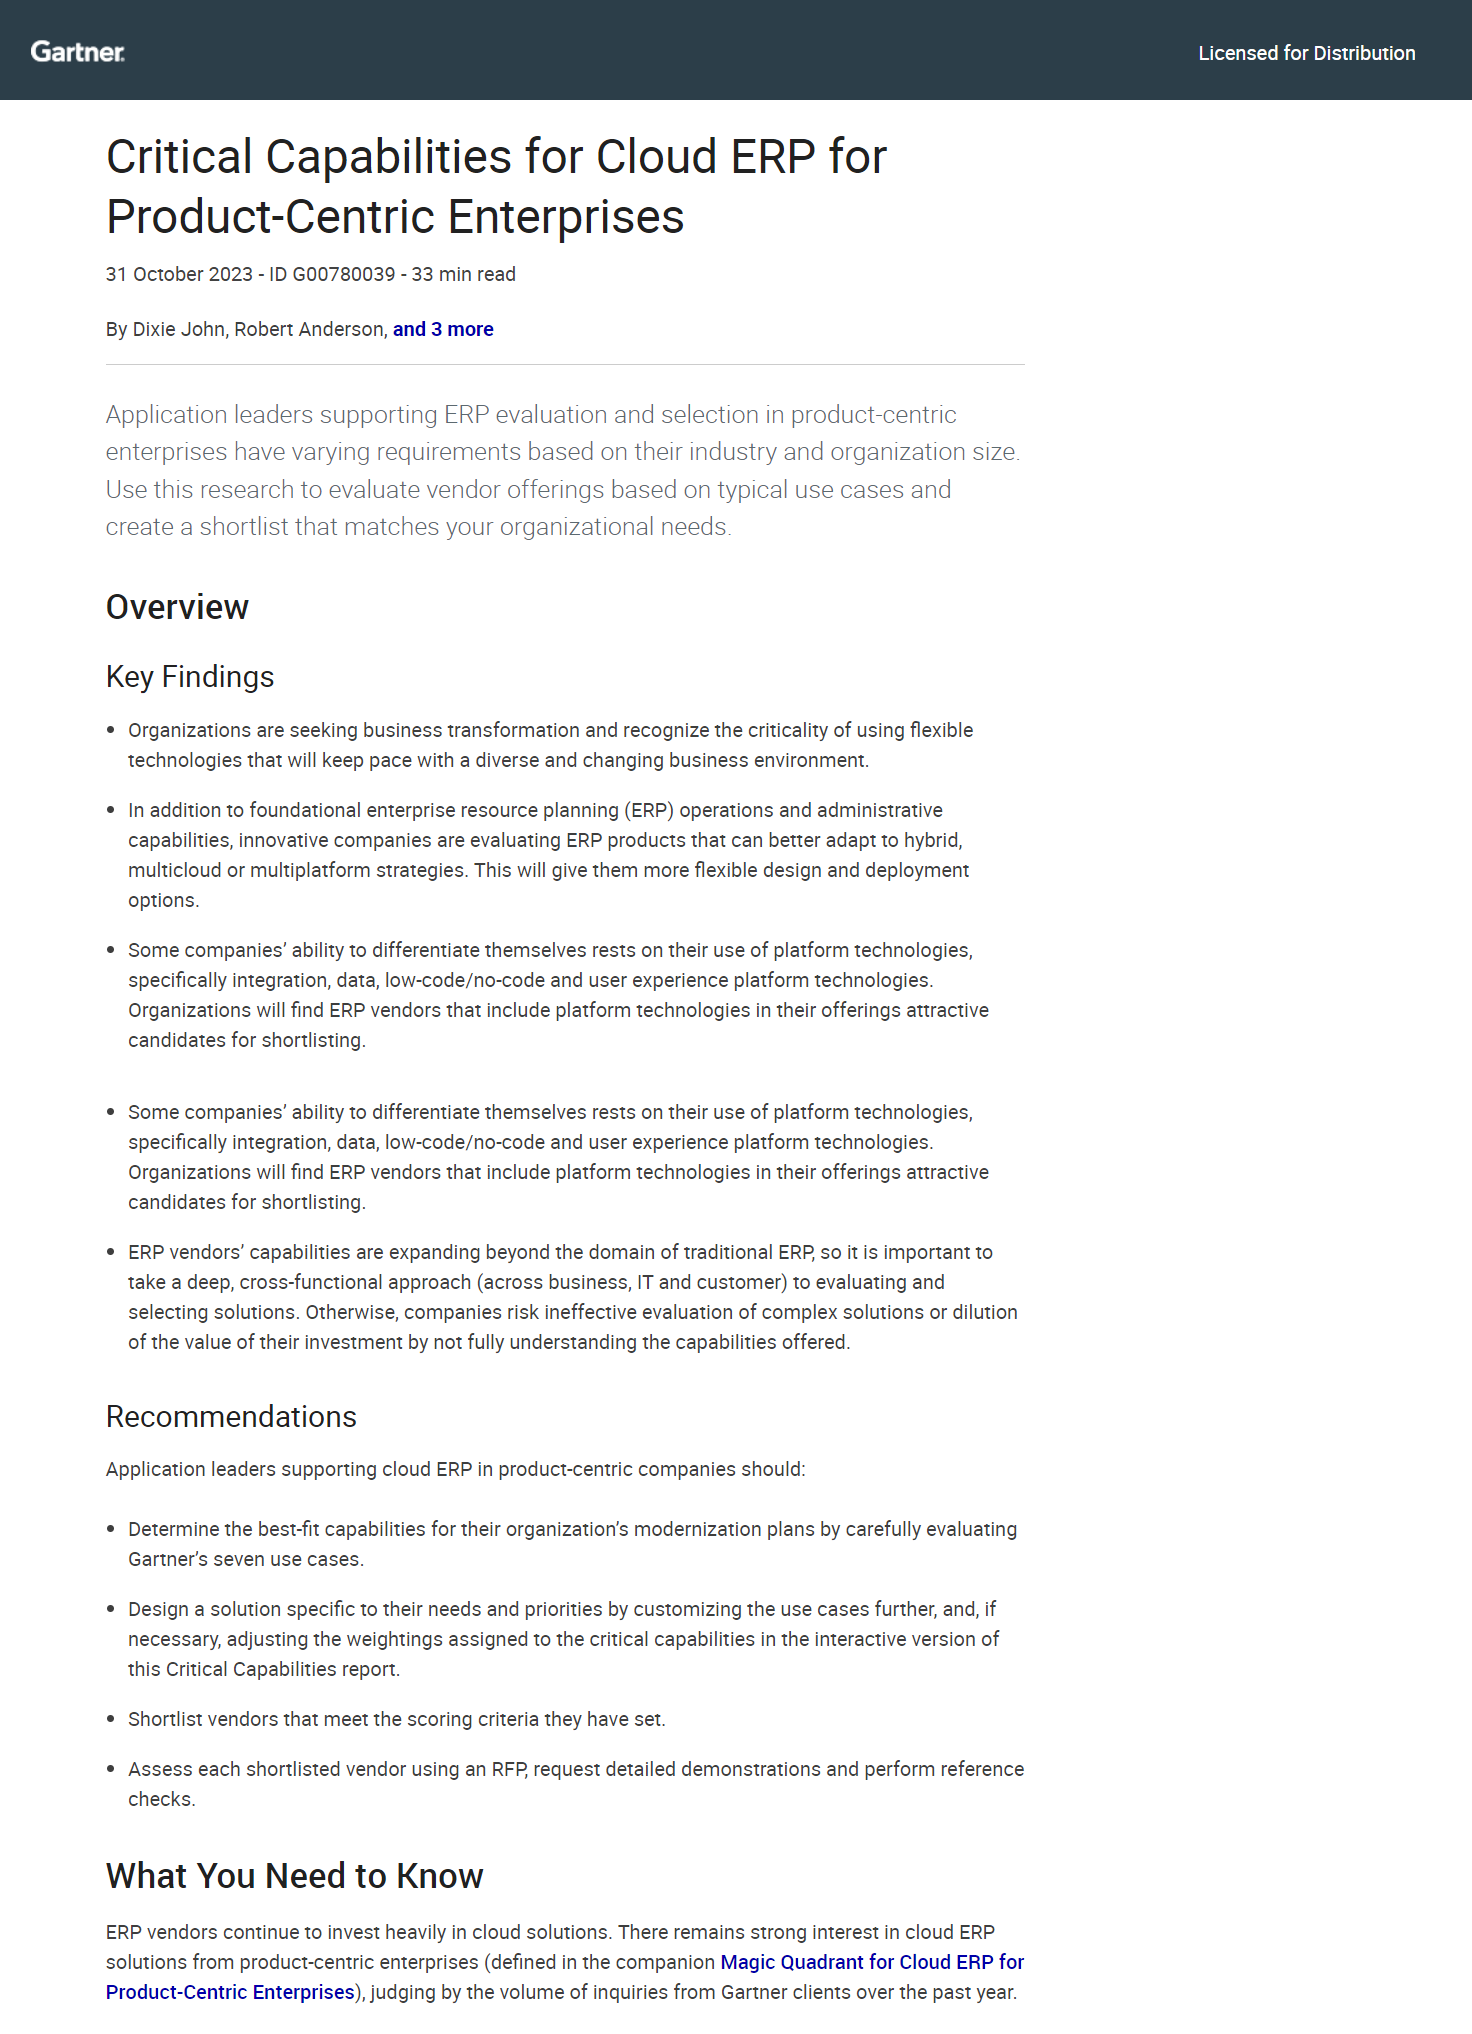 Gartner.
Licensed for Distribution
Critical Capabilities for Cloud ERP for
Product-Centric Enterprises
31 October 2023 - ID G00780039 - 33 min read
By Dixie John, Robert Anderson, and 3 more
Application leaders supporting ERP evaluation and selection in product-centric
enterprises have varying requirements based on their industry and organization size.
Use this research to evaluate vendor offerings based on typical use cases and
create a shortlist that matches your organizational needs.
Overview
Key Findings
• Organizations are seeking business transformation and recognize the criticality of using flexible
technologies that will keep pace with a diverse and changing business environment.
• In addition to foundational enterprise resource planning (ERP) operations and administrative
capabilities, innovative companies are evaluating ERP products that can better adapt to hybrid,
multicloud or multiplatform strategies. This will give them more flexible design and deployment
options.
• Some companies’ ability to differentiate themselves rests on their use of platform technologies,
specifically integration, data, low-code/no-code and user experience platform technologies.
Organizations will find ERP vendors that include platform technologies in their offerings attractive
candidates for shortlisting.
• Some companies’ ability to differentiate themselves rests on their use of platform technologies,
specifically integration, data, low-code/no-code and user experience platform technologies.
Organizations will find ERP vendors that include platform technologies in their offerings attractive
candidates for shortlisting.
• ERP vendors’ capabilities are expanding beyond the domain of traditional ERP, so it is important to
take a deep, cross-functional approach (across business, IT and customer) to evaluating and
selecting solutions. Otherwise, companies risk ineffective evaluation of complex solutions or dilution
of the value of their investment by not fully understanding the capabilities offered.
Recommendations
Application leaders supporting cloud ERP in product-centric companies should:
• Determine the best-fit capabilities for their organization’s modernization plans by carefully evaluating
Gartner’s seven use cases.
• Design a solution specific to their needs and priorities by customizing the use cases further, and, if
necessary, adjusting the weightings assigned to the critical capabilities in the interactive version of
this Critical Capabilities report.
• Shortlist vendors that meet the scoring criteria they have set.
• Assess each shortlisted vendor using an RFP, request detailed demonstrations and perform reference
checks.
What You Need to Know
ERP vendors continue to invest heavily in cloud solutions. There remains strong interest in cloud ERP
solutions from product-centric enterprises (defined in the companion Magic Quadrant for Cloud ERP for
Product-Centric Enterprises), judging by the volume of inquiries from Gartner clients over the past year.